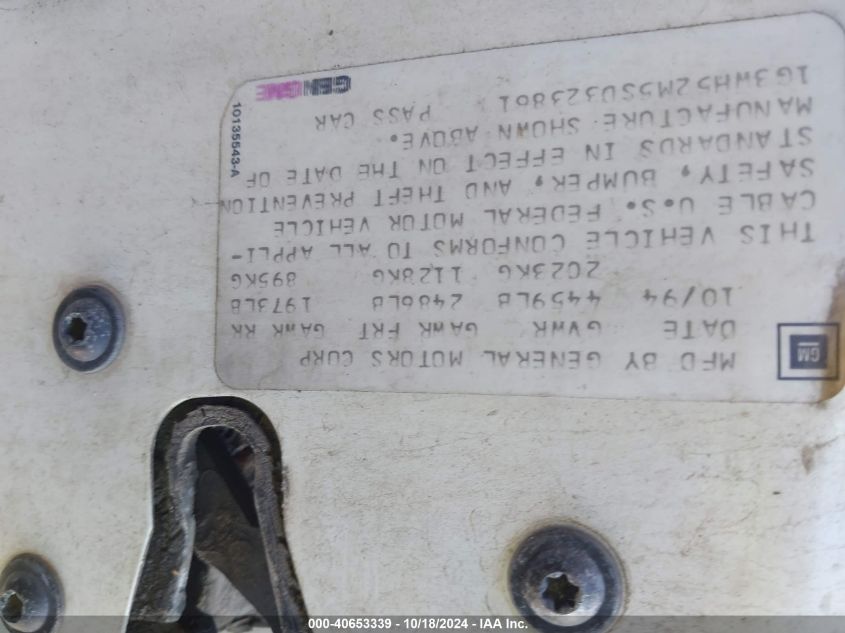 MFD BY GENERAL MOTORS CORP
GM
DATE GVWR GAWR FRT GAWR RR
10/94 4459LB 2486LB 1973LB
2023KG 1128KG 895KG
THIS VEHICLE CONFORMS TO ALL APPLI-
CABLE U.S. FEDERAL MOTOR VEHICLE
SAFETY, BUMPER, AND THEFT PREVENTION
STANDARDS IN EFFECT ON THE DATE OF
MANUFACTURE SHOWN ABOVE.
1G3WH52M5SD323861 PASS CAR
GENGME
10135543-A
000-40653339 - 10/18/2024 - IAA Inc.